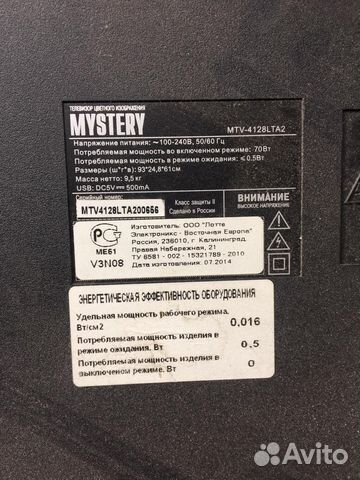 ТЕЛЕВИЗОР ЦВЕТНОГО ИЗОБРАЖЕНИЯ
MYSTERY
MTV-4128LTA2
Напряжение питания: ~100-240В, 50/60 Гц
Потребляемая мощность во включенном режиме: 70Вт
Потребляемая мощность в режиме ожидания: ≤ 0.5Вт
Размеры (ш*г*в): 93*24,8*61см
Масса нетто: 9,5 кг
USB: DC5V 500mA
Серийный номер:
MTV4128LTA200656
Класс защиты II
Сделано в России
ВНИМАНИЕ
ВЫСОКОЕ НАПРЯЖЕНИЕ
РС
МЕ61
V3N08
Изготовитель: ООО "Лотте
Электроникс - Восточная Европа"
Россия, 236010, г. Калининград,
Правая Набережная, 21
ТУ 6581 - 002 - 15321789 - 2010
Дата изготовления: 07.2014
ЭНЕРГЕТИЧЕСКАЯ ЭФФЕКТИВНОСТЬ ОБОРУДОВАНИЯ
Удельная мощность рабочего режима.
Вт/см2
0,016
Потребляемая мощность изделия в
режиме ожидания. Вт
0,5
Потребляемая мощность изделия в
выключеном режиме. Вт
0
Avito